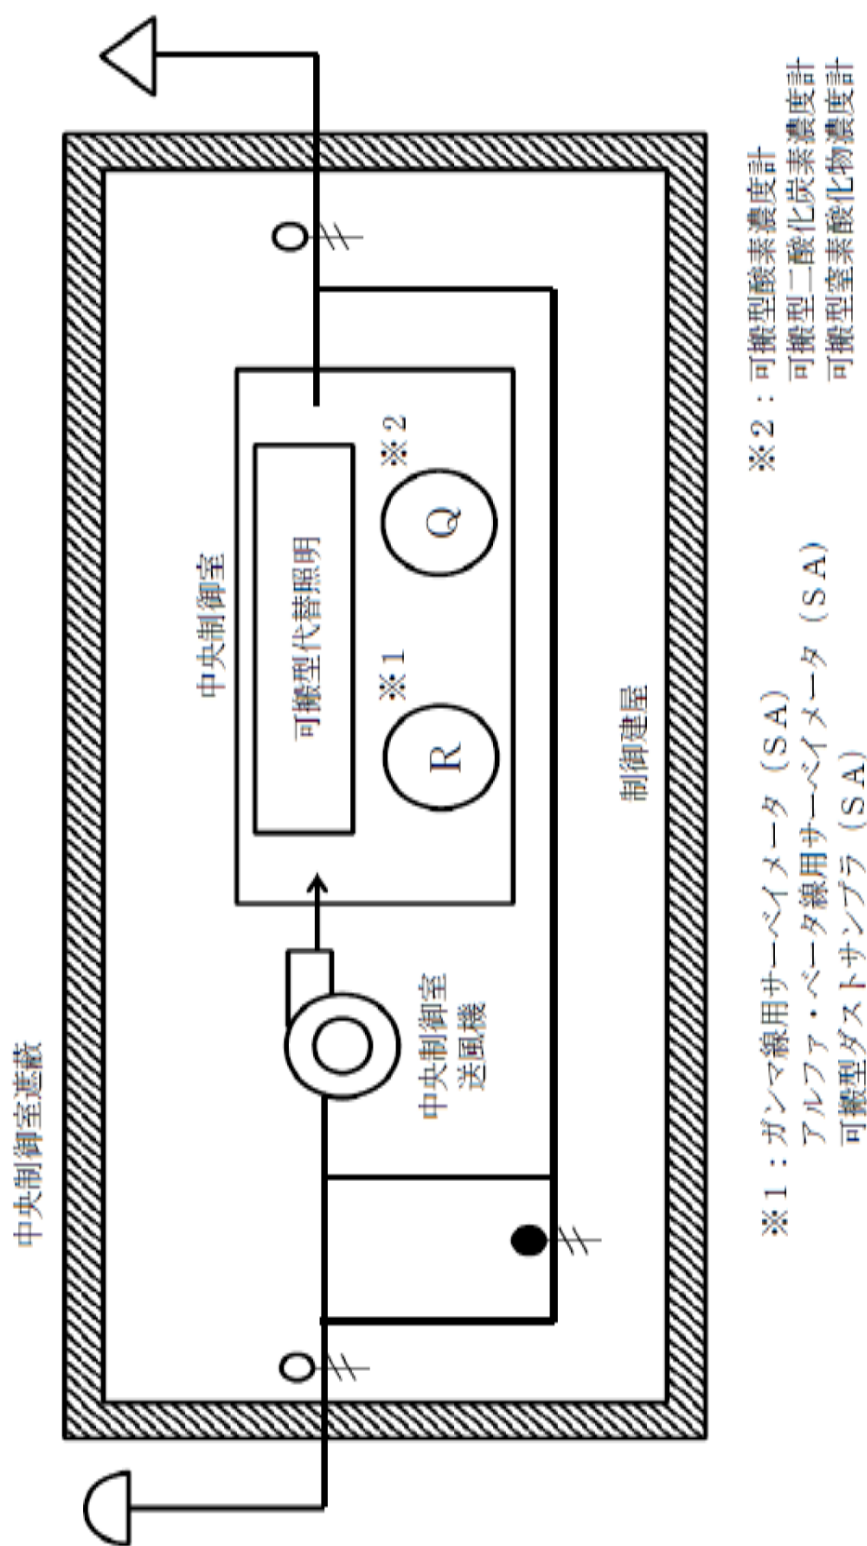 中央制御室遮蔽
中央制御室
可搬型代替照明
※1
※2
R
Q
中央制御室
送風機
制御建屋
※1:ガンマ線用サーベイメータ(SA)
アルファ・ベータ線用サーベイメータ(SA)
可搬型ダストサンプラ(SA)
※2:可搬型酸素濃度計
可搬型二酸化炭素濃度計
可搬型窒素酸化物濃度計